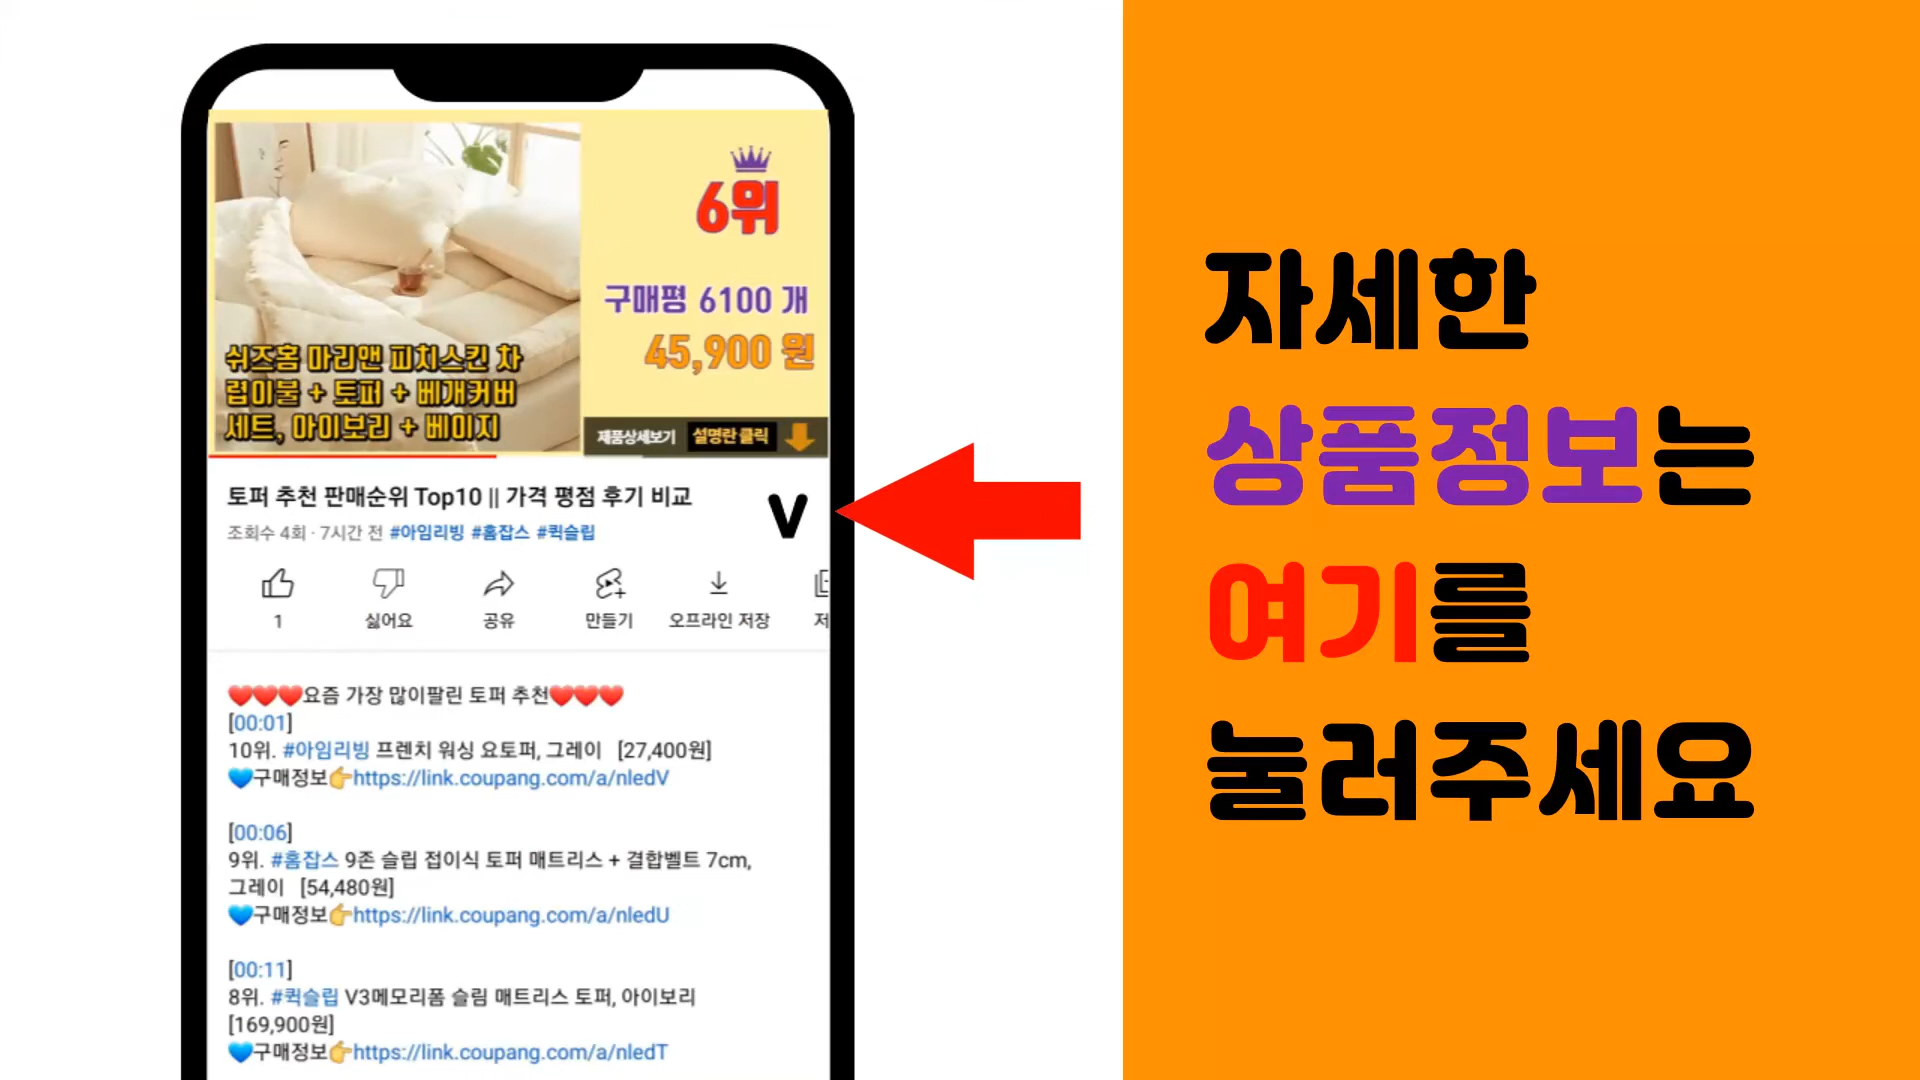 6위
구매평 6100 개
45,900 원
쉬즈홈 마리앤 피치스킨 차
렵이불 + 토퍼 + 베개커버
세트, 아이보리 + 베이지
제품상세보기 설명란 클릭
토퍼 추천 판매순위 Top10 || 가격 평점 후기 비교
V
조회수 4회 · 7시간 전 #아임리빙 #홈잡스 #퀵슬립
1 싫어요 공유 만들기 오프라인 저장 저
❤️❤️❤️요즘 가장 많이팔린 토퍼 추천❤️❤️❤️
[00:01]
10위. #아임리빙 프렌치 워싱 요토퍼, 그레이 [27,400원]
💙구매정보👉https://link.coupang.com/a/nledV
[00:06]
9위. #홈잡스 9존 슬립 접이식 토퍼 매트리스 + 결합벨트 7cm,
그레이 [54,480원]
💙구매정보👉https://link.coupang.com/a/nledU
[00:11]
8위. #퀵슬립 V3메모리폼 슬림 매트리스 토퍼, 아이보리
[169,900원]
💙구매정보👉https://link.coupang.com/a/nledT
자세한
상품정보는
여기를
눌러주세요